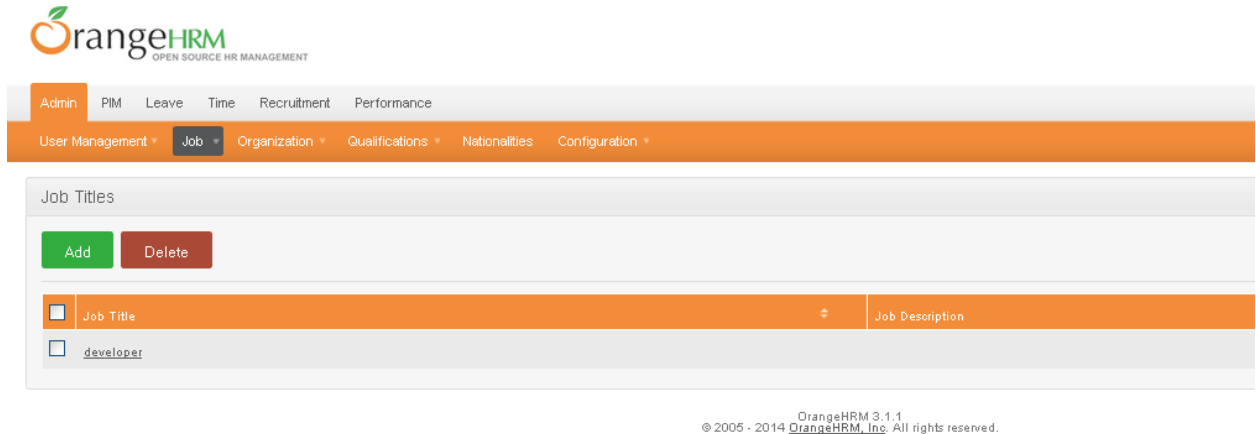 OrangeHRM
OPEN SOURCE HR MANAGEMENT
Admin PIM Leave Time Recruitment Performance
User Management Job Organization Qualifications Nationalities Configuration
Job Titles
Add Delete
Job Title Job Description
developer
OrangeHRM 3.1.1
© 2005 - 2014 OrangeHRM, Inc. All rights reserved.